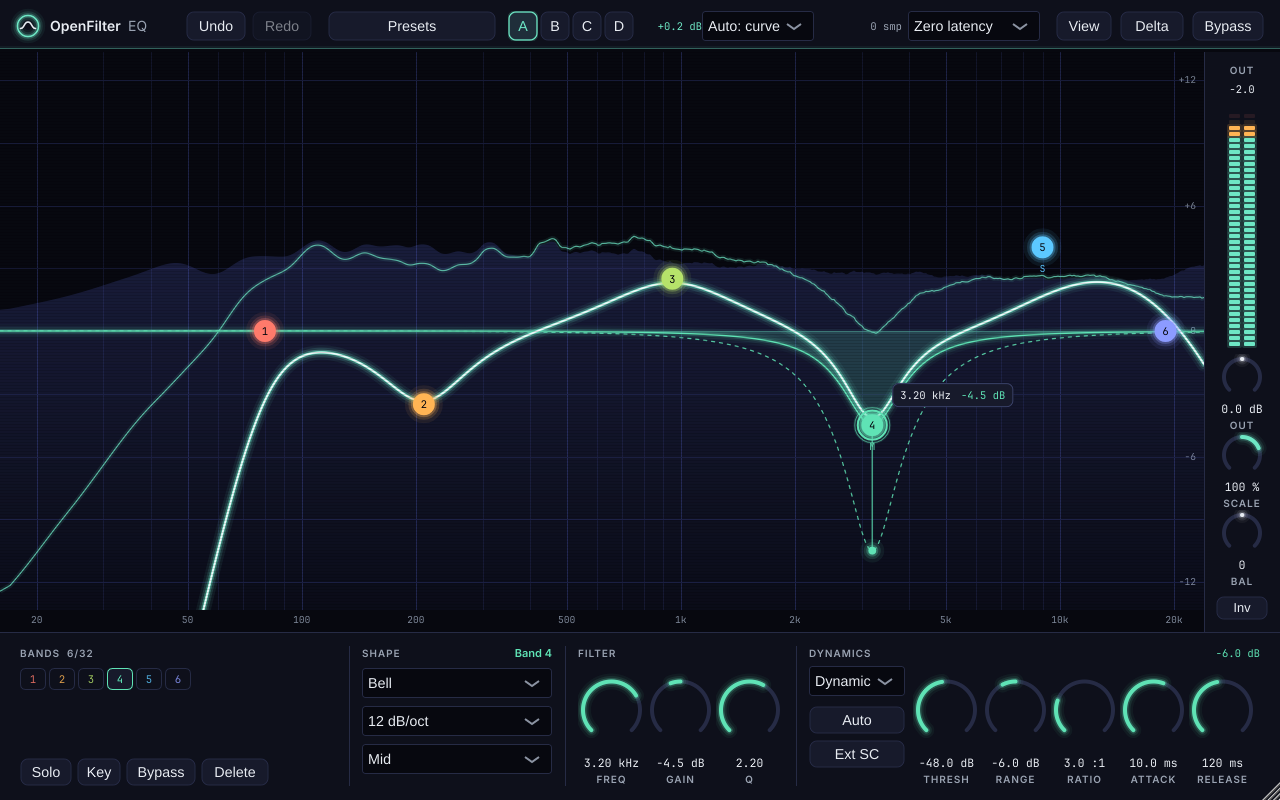 OpenFilter EQ
Undo
Redo
Presets
A
B
C
D
+0.2 dB
Auto: curve
0 smp
Zero latency
View
Delta
Bypass
OUT
-2.0
+12
+6
-6
-12
1
2
3
4
M
5
S
6
3.20 kHz -4.5 dB
20
50
100
200
500
1k
2k
5k
10k
20k
0.0 dB
OUT
100 %
SCALE
0
BAL
Inv
BANDS 6/32
1
2
3
4
5
6
Solo
Key
Bypass
Delete
SHAPE
Band 4
Bell
12 dB/oct
Mid
FILTER
3.20 kHz
FREQ
-4.5 dB
GAIN
2.20
Q
DYNAMICS
-6.0 dB
Dynamic
Auto
Ext SC
-48.0 dB
THRESH
-6.0 dB
RANGE
3.0 :1
RATIO
10.0 ms
ATTACK
120 ms
RELEASE